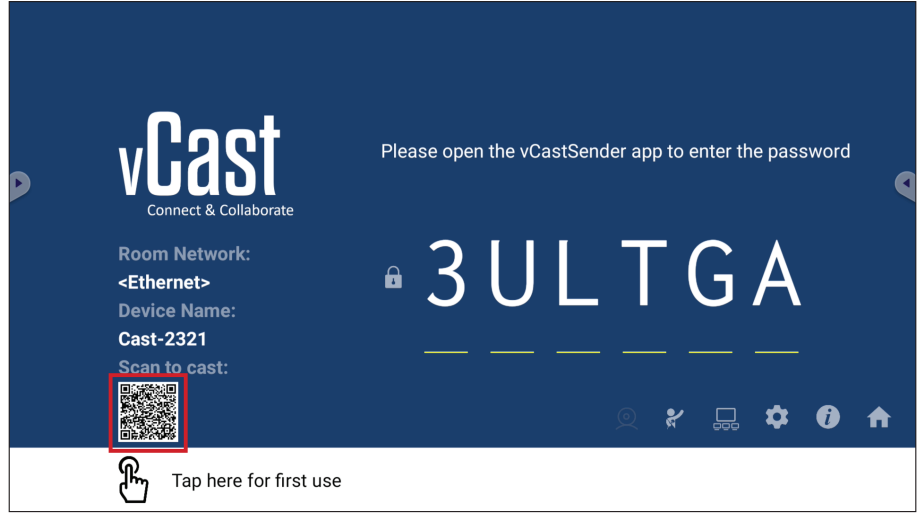 vCast
Connect & Collaborate
Please open the vCastSender app to enter the password
Room Network:
<Ethernet>
Device Name:
Cast-2321
Scan to cast:
3ULTGA
Tap here for first use